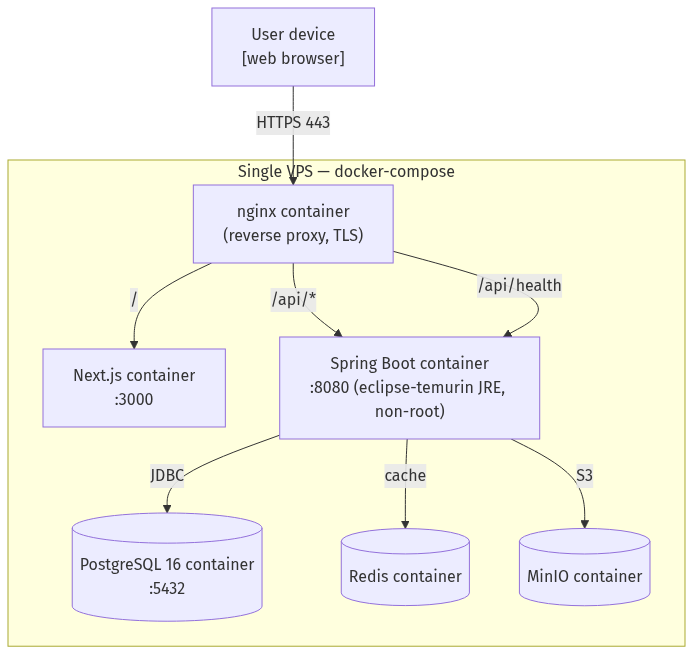 User device
[web browser]
HTTPS 443
Single VPS — docker-compose
nginx container
(reverse proxy, TLS)
/
/api/*
/api/health
Next.js container
:3000
Spring Boot container
:8080 (eclipse-temurin JRE,
non-root)
JDBC
cache
S3
PostgreSQL 16 container
:5432
Redis container
MinIO container